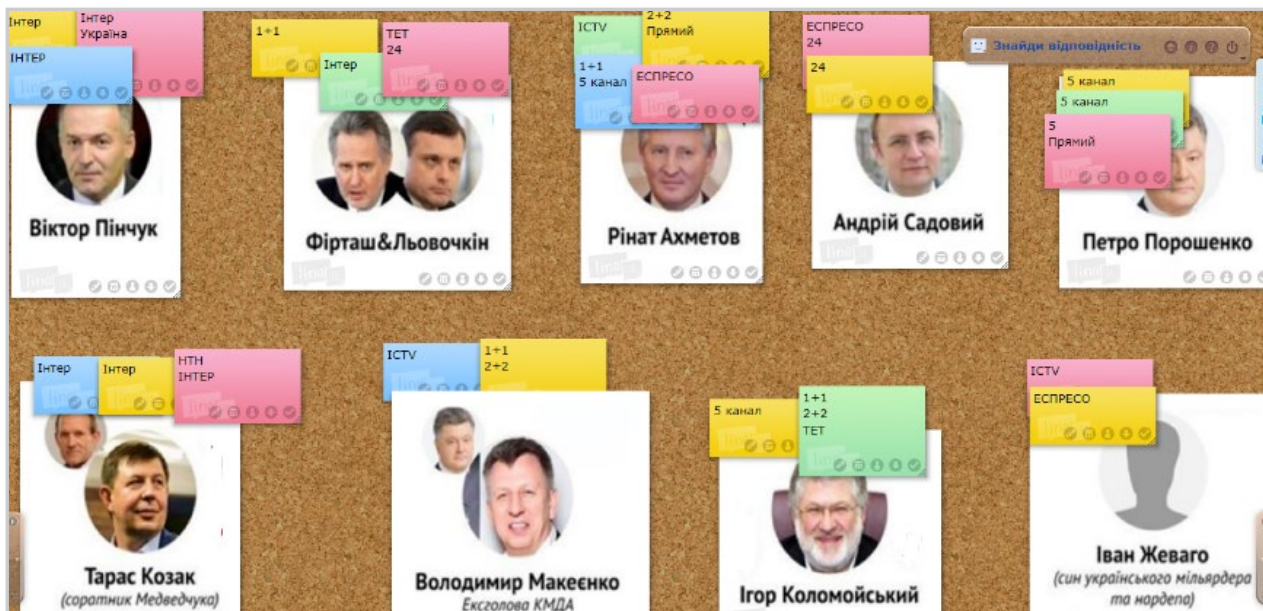 Інтер
Інтер
Україна
ІНТЕР
Віктор Пінчук
1+1
Інтер
ТЕТ
24
Фірташ&Льовочкін
ICTV
2+2
Прямий
1+1
5 канал
ЕСПРЕСО
Рінат Ахметов
ЕСПРЕСО
24
24
Андрій Садовий
Знайди відповідність
5 канал
5 канал
5
Прямий
Петро Порошенко
Інтер
Інтер
НТН
ІНТЕР
Тарас Козак
(соратник Медведчука)
ICTV
1+1
2+2
Володимир Макеєнко
Ексголова КМДА
5 канал
1+1
2+2
ТЕТ
Ігор Коломойський
ICTV
ЕСПРЕСО
Іван Жеваго
(син українського мільярдера
та нардепа)